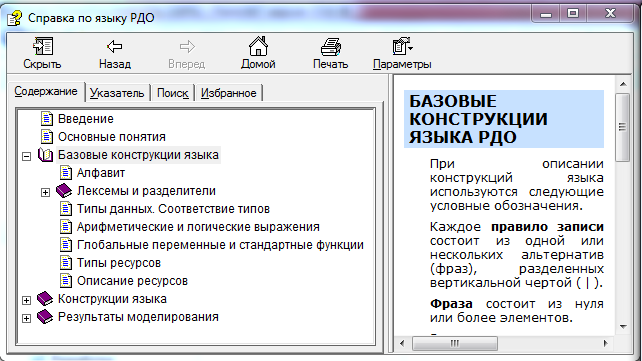 Справка по языку РДО
Скрыть Назад Вперед Домой Печать Параметры
Содержание Указатель Поиск Избранное
Введение
Основные понятия
Базовые конструкции языка
Алфавит
Лексемы и разделители
Типы данных. Соответствие типов
Арифметические и логические выражения
Глобальные переменные и стандартные функции
Типы ресурсов
Описание ресурсов
Конструкции языка
Результаты моделирования
БАЗОВЫЕ
КОНСТРУКЦИИ
ЯЗЫКА РДО
При описании
конструкций языка
используются следующие
условные обозначения.
Каждое правило записи
состоит из одной или
нескольких альтернатив
(фраз), разделенных
вертикальной чертой ( | ).
Фраза состоит из нуля
или более элементов.